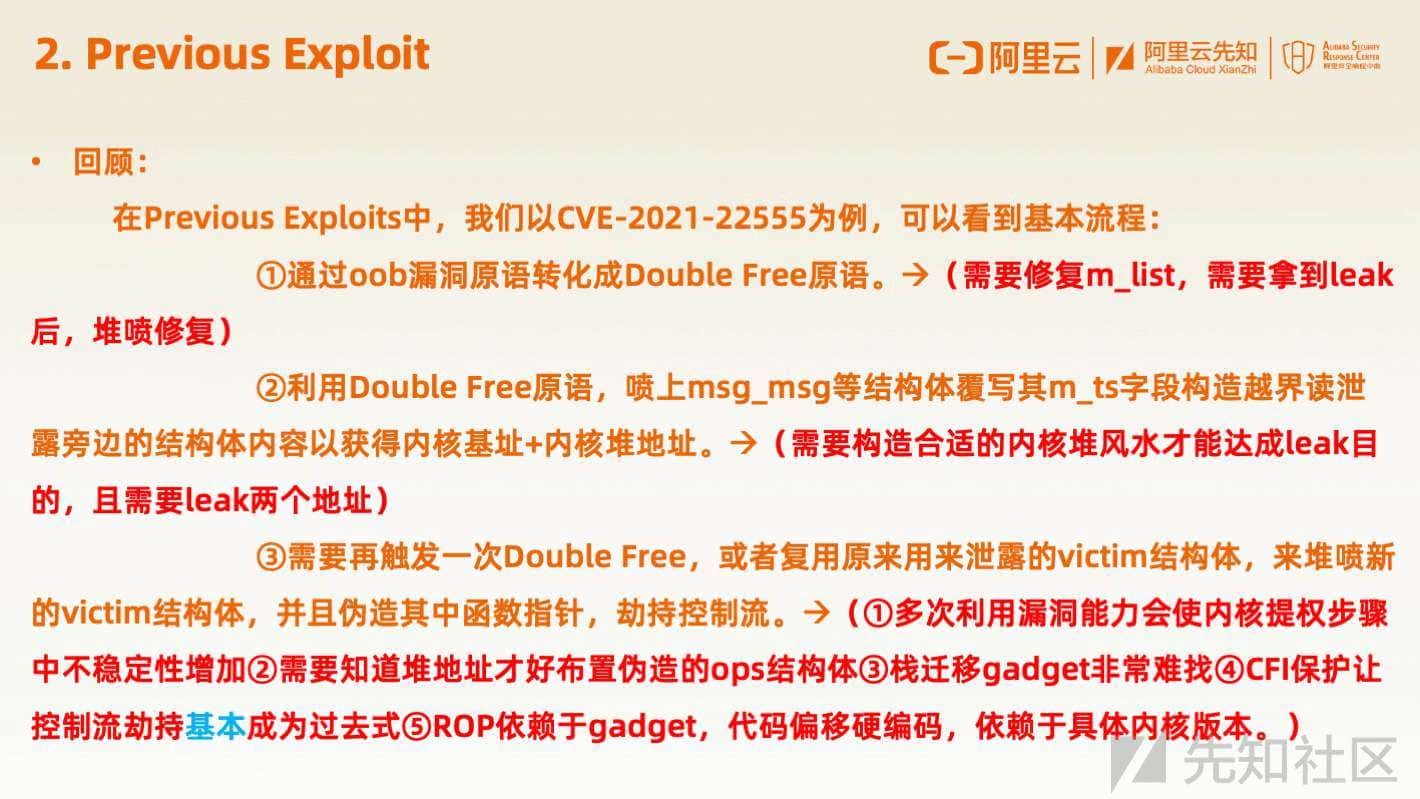 2. Previous Exploit
阿里云
阿里云先知
Alibaba Cloud XianZhi
ALIBABA SECURITY
RESPONSE CENTER
• 回顾：
在Previous Exploits中，我们以CVE-2021-22555为例，可以看到基本流程：
①通过oob漏洞原语转化成Double Free原语。→（需要修复m_list，需要拿到leak
后，堆喷修复）
②利用Double Free原语，喷上msg_msg等结构体覆写其m_ts字段构造越界读泄
露旁边的结构体内容以获得内核基址+内核堆地址。→（需要构造合适的内核堆风水才能达成leak目
的，且需要leak两个地址）
③需要再触发一次Double Free，或者复用原来用来泄露的victim结构体，来堆喷新
的victim结构体，并且伪造其中函数指针，劫持控制流。→（①多次利用漏洞能力会使内核提权步骤
中不稳定性增加②需要知道堆地址才好布置伪造的ops结构体③栈迁移gadget非常难找④CFI保护让
控制流劫持基本成为过去式⑤ROP依赖于gadget，代码偏移硬编码，依赖于具体内核版本。）
先知社区